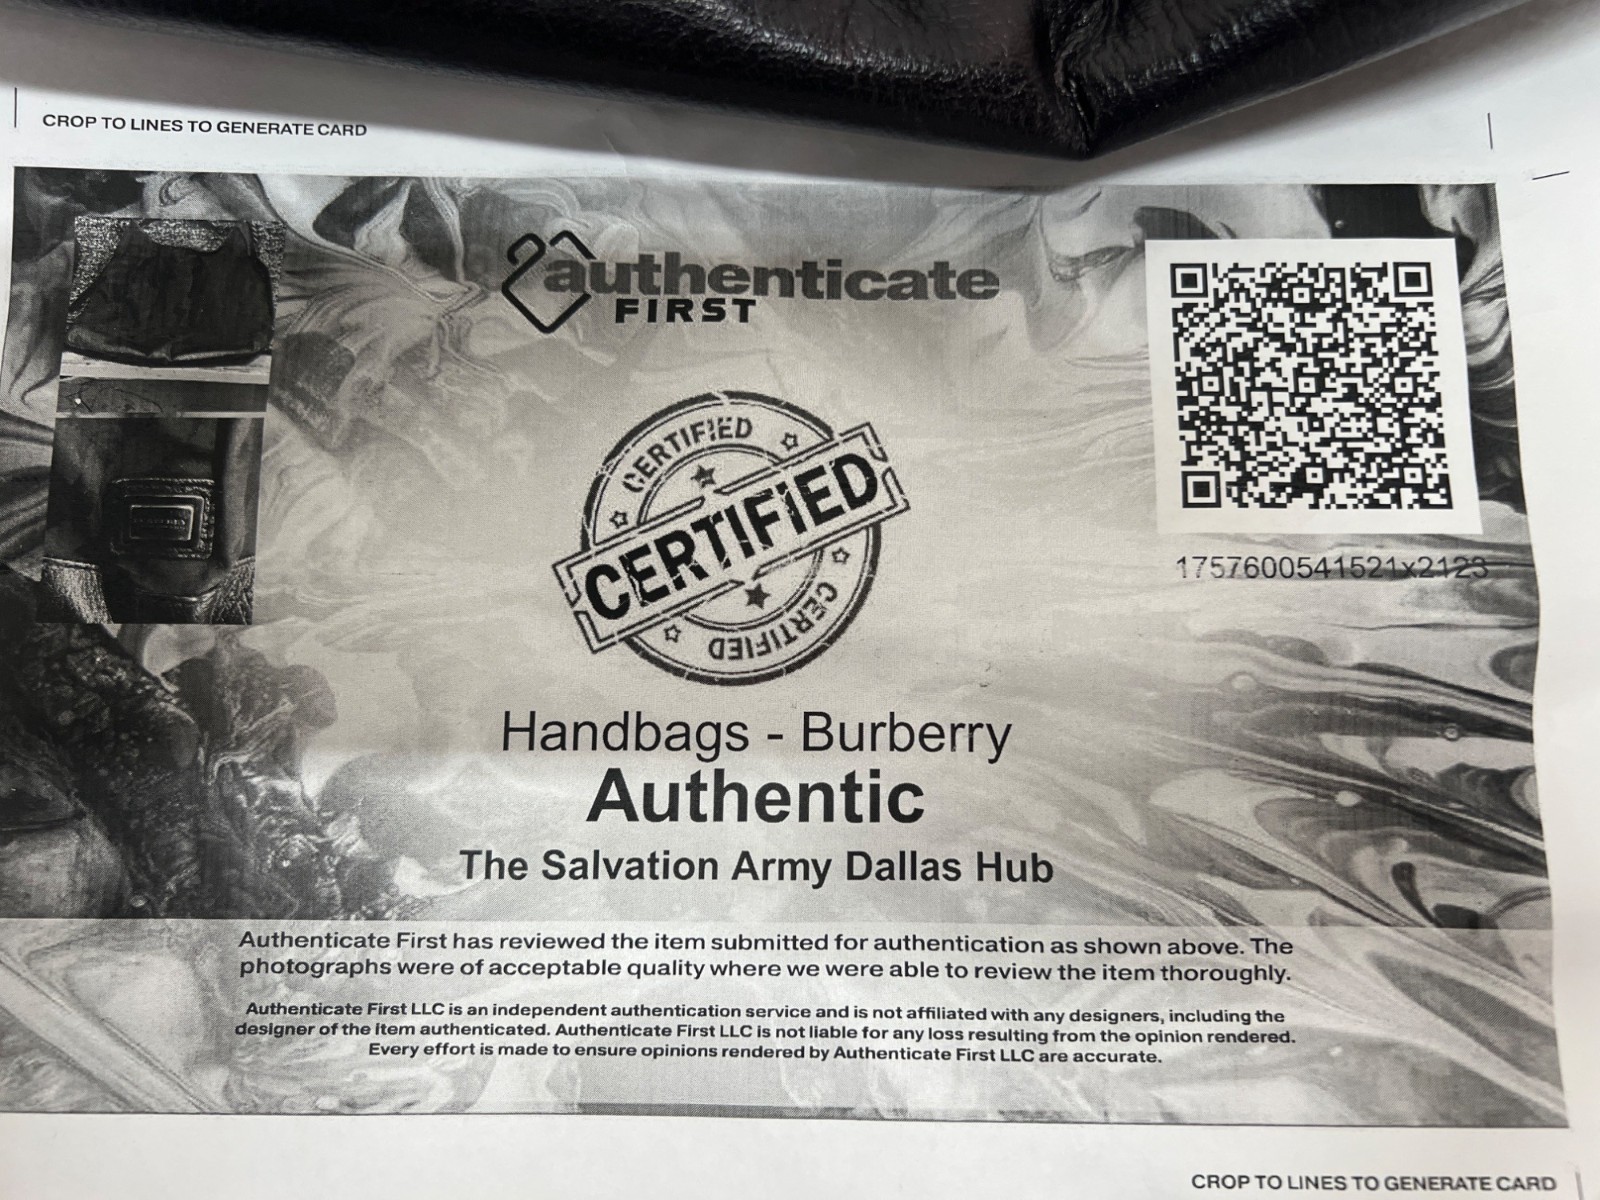 CROP TO LINES TO GENERATE CARD
authenticate
FIRST
1757600541521x2123
CERTIFIED
CERTIFIED
CERTIFIED
BURBERRY
Handbags - Burberry
Authentic
The Salvation Army Dallas Hub
Authenticate First has reviewed the item submitted for authentication as shown above. The
photographs were of acceptable quality where we were able to review the item thoroughly.
Authenticate First LLC is an independent authentication service and is not affiliated with any designers, including the
designer of the item authenticated. Authenticate First LLC is not liable for any loss resulting from the opinion rendered.
Every effort is made to ensure opinions rendered by Authenticate First LLC are accurate.
CROP TO LINES TO GENERATE CARD